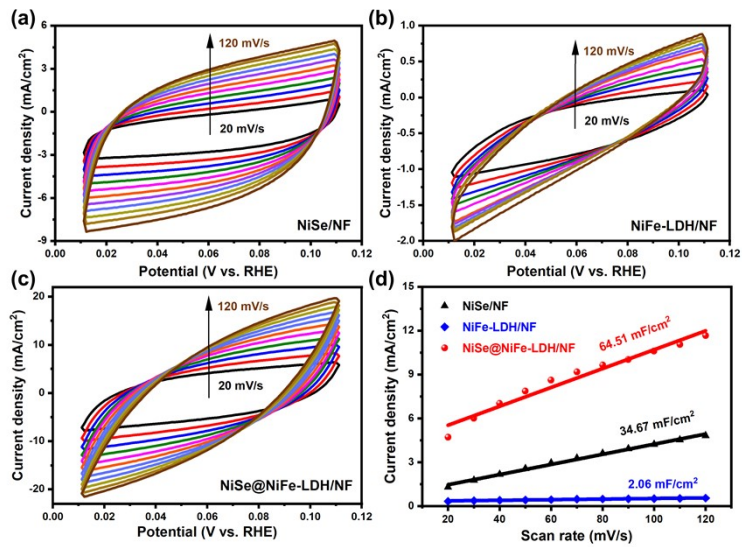 (a)
120 mV/s
20 mV/s
NiSe/NF
Current density (mA/cm²)
6
3
0
-3
-6
-9
0.00 0.02 0.04 0.06 0.08 0.10 0.12
Potential (V vs. RHE)
(b)
120 mV/s
20 mV/s
NiFe-LDH/NF
Current density (mA/cm²)
1.0
0.5
0.0
-0.5
-1.0
-1.5
-2.0
0.00 0.02 0.04 0.06 0.08 0.10 0.12
Potential (V vs. RHE)
(c)
120 mV/s
20 mV/s
NiSe@NiFe-LDH/NF
Current density (mA/cm²)
20
10
0
-10
-20
0.00 0.02 0.04 0.06 0.08 0.10 0.12
Potential (V vs. RHE)
(d)
NiSe/NF
NiFe-LDH/NF
NiSe@NiFe-LDH/NF
64.51 mF/cm²
34.67 mF/cm²
2.06 mF/cm²
Current density (mA/cm²)
15
12
9
6
3
0
20 40 60 80 100 120
Scan rate (mV/s)